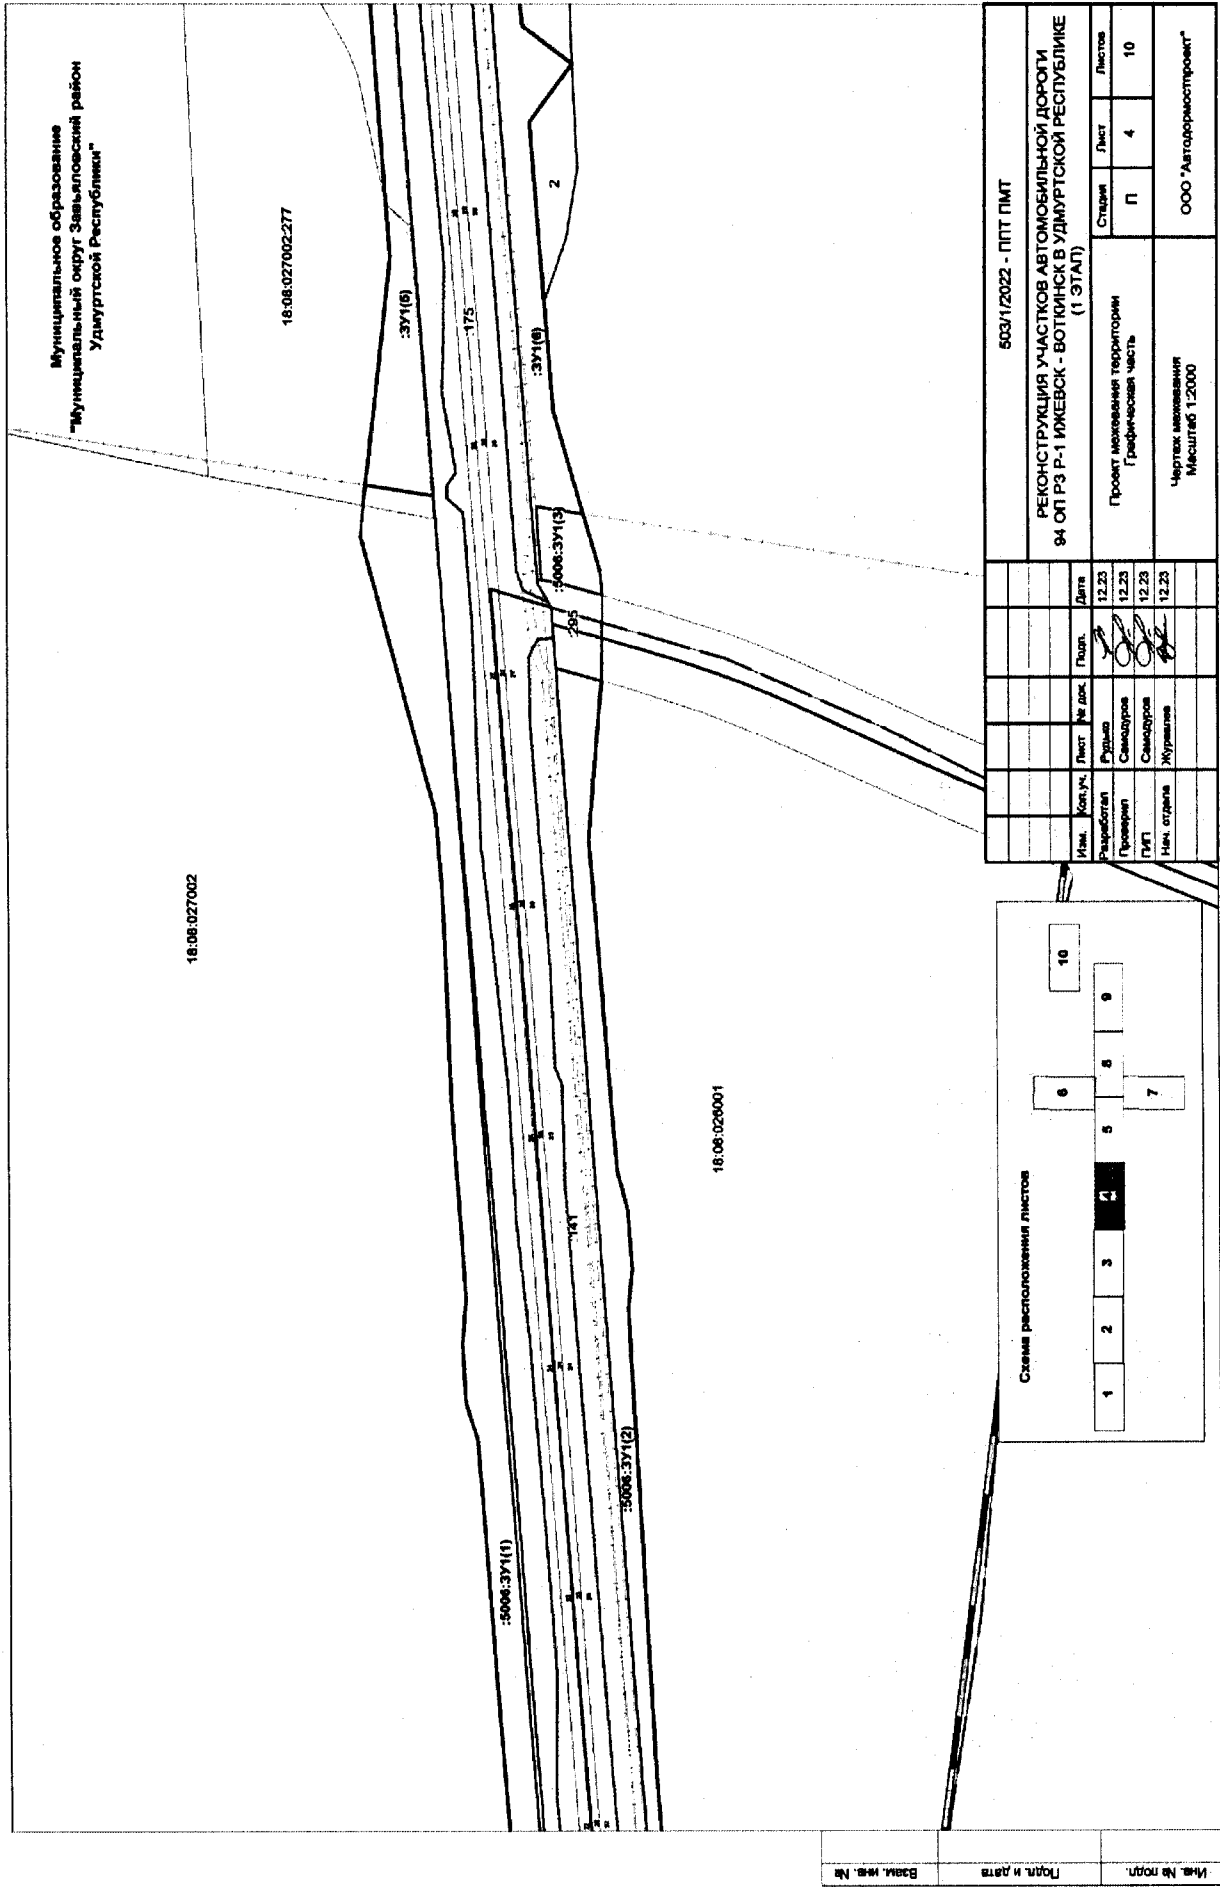 Муниципальное образование
"Муниципальный округ Завьяловский район
Удмуртской Республики"
18:08:027002:277
18:08:027002
:ЗУ1(5)
:175
:ЗУ1(6)
2
:5006:ЗУ1(3)
:295
:141
:5006:ЗУ1(1)
:5006:ЗУ1(2)
18:08:026001
Схема расположения листов
1 2 3 4 5 8 9
6
7
10
503/1/2022 - ППТ ПМТ
РЕКОНСТРУКЦИЯ УЧАСТКОВ АВТОМОБИЛЬНОЙ ДОРОГИ
94 ОП РЗ Р-1 ИЖЕВСК - ВОТКИНСК В УДМУРТСКОЙ РЕСПУБЛИКЕ
(1 ЭТАП)
Изм. Кол.уч. Лист № док. Подп. Дата
Разработал Рудько 12.23
Проверил Самодуров 12.23
ГИП Самодуров 12.23
Нач. отдела Журавлев 12.23
Проект межевания территории
Графическая часть
Стадия Лист Листов
П 4 10
Чертеж межевания
Масштаб 1:2000
ООО "Автодормостпроект"
Взам. инв. №
Подп. и дата
Инв. № подл.